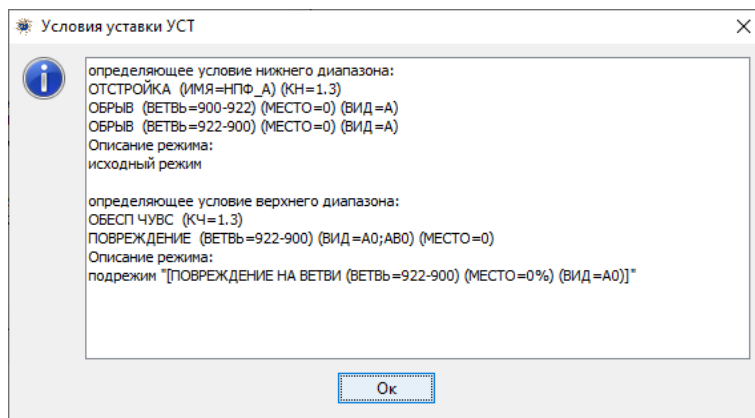 Условия уставки УСТ
определяющее условие нижнего диапазона:
ОТСТРОЙКА (ИМЯ=НПФ_А) (КН=1.3)
ОБРЫВ (ВЕТВЬ=900-922) (МЕСТО=0) (ВИД=А)
ОБРЫВ (ВЕТВЬ=922-900) (МЕСТО=0) (ВИД=А)
Описание режима:
исходный режим
определяющее условие верхнего диапазона:
ОБЕСП ЧУВС (КЧ=1.3)
ПОВРЕЖДЕНИЕ (ВЕТВЬ=922-900) (ВИД=А0;АВ0) (МЕСТО=0)
Описание режима:
подрежим "[ПОВРЕЖДЕНИЕ НА ВЕТВИ (ВЕТВЬ=922-900) (МЕСТО=0%) (ВИД=А0)]"
Ок